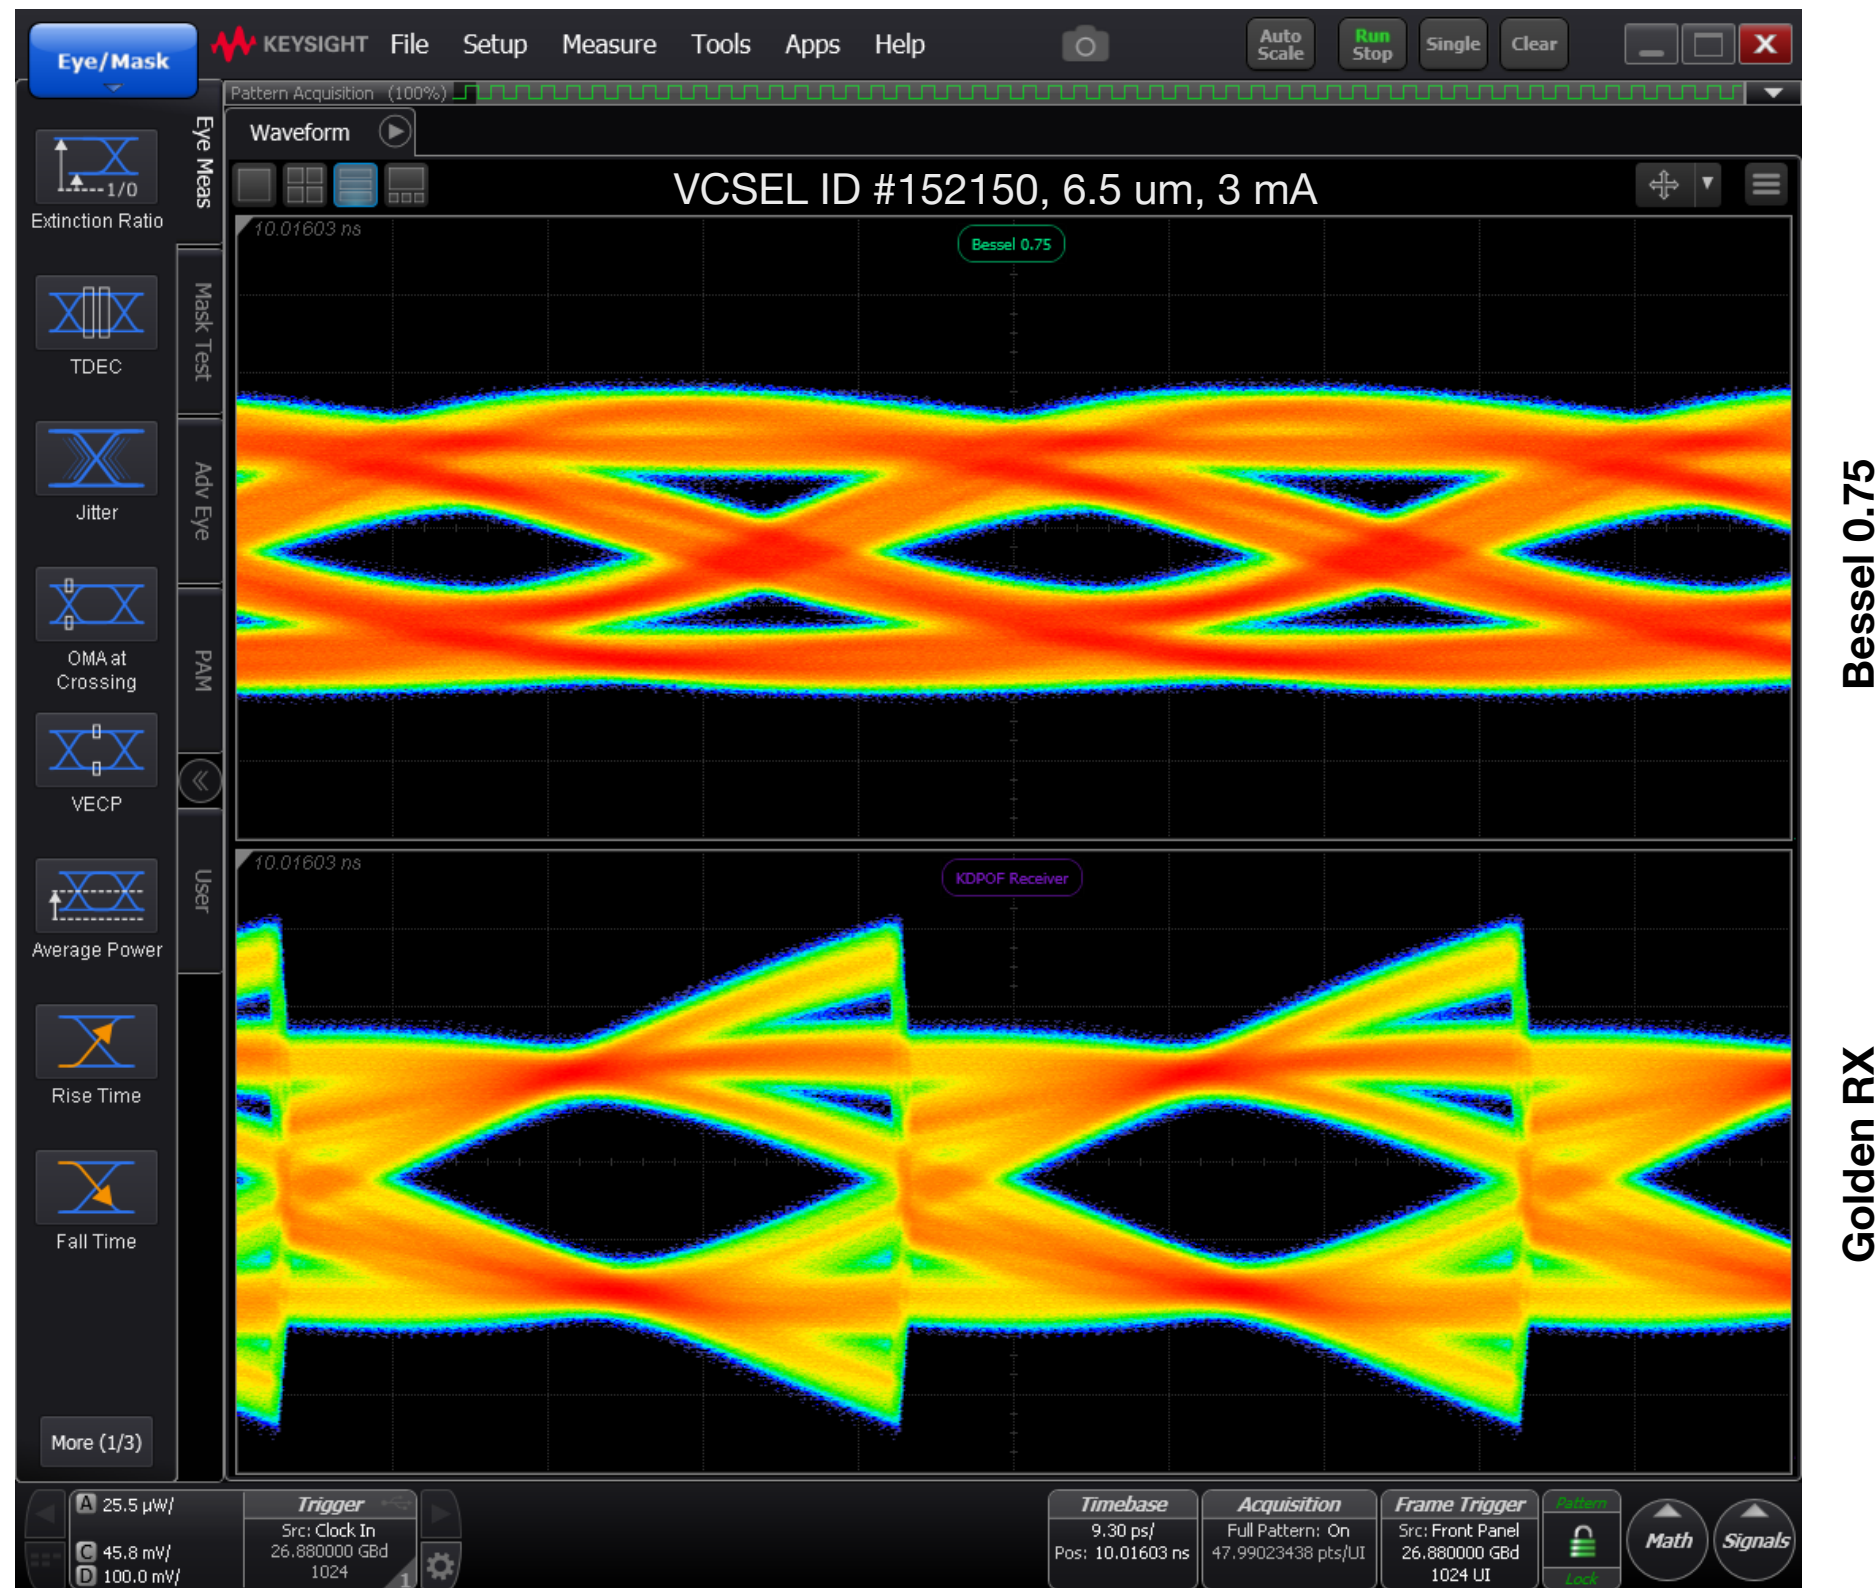 Eye/Mask
KEYSIGHT File Setup Measure Tools Apps Help
Auto Scale
Run Stop
Single
Clear
X
Pattern Acquisition (100%)
Waveform
VCSEL ID #152150, 6.5 um, 3 mA
Eye Meas
Mask Test
Adv Eye
PAM
User
1/0
Extinction Ratio
TDEC
Jitter
OMA at
Crossing
VECP
Average Power
Rise Time
Fall Time
More (1/3)
10.01603 ns
Bessel 0.75
10.01603 ns
KDPOF Receiver
Bessel 0.75
Golden RX
A 25.5 µW/
C 45.8 mV/
D 100.0 mV/
Trigger
Src: Clock In
26.880000 GBd
1024
1
Timebase
9.30 ps/
Pos: 10.01603 ns
Acquisition
Full Pattern: On
47.99023438 pts/UI
Frame Trigger
Src: Front Panel
26.880000 GBd
1024 UI
Pattern
Lock
Math
Signals